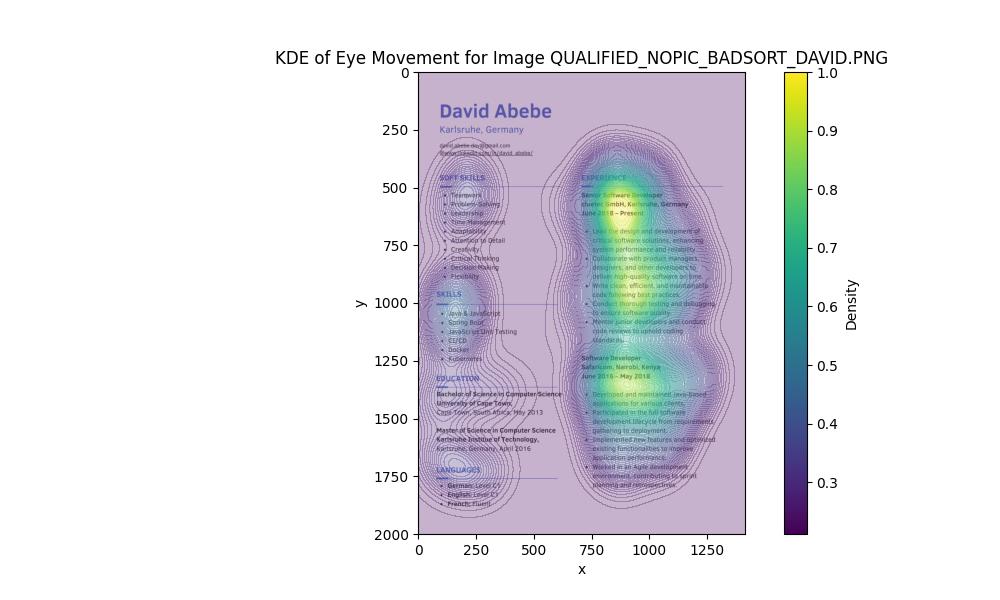 KDE of Eye Movement for Image QUALIFIED_NOPIC_BADSORT_DAVID.PNG
0
250
500
750
1000
1250
1500
1750
2000
y
0
250
500
750
1000
1250
x
David Abebe
Karlsruhe, Germany
david.abebe.dav@gmail.com
SOFT SKILLS
Teamwork
Problem-Solving
Leadership
Time Management
Adaptability
Attention to Detail
Creativity
Critical Thinking
Decision Making
Flexibility
SKILLS
Java & JavaScript
Spring Boot
JavaScript Unit Testing
CI/CD
Docker
Kubernetes
EDUCATION
Bachelor of Science in Computer Science
University of Cape Town,
Cape Town, South Africa, May 2013
Master of Science in Computer Science
Karlsruhe Institue of Technology,
Karlsruhe, Germany, April 2016
LANGUAGES
German: Level C1
English: Level C1
French: Fluent
EXPERIENCE
Senior Software Developer
GmbH, Karlsruhe, Germany
June 2018 – Present
Lead the design and development of
critical software solutions, enhancing
system performance and reliability.
Collaborate with product managers,
designers, and other developers to
deliver high-quality software on time.
Write clean, efficient, and maintainable
code following best practices.
Conduct thorough testing and debugging
to ensure software quality.
Mentor junior developers and conduct
code reviews to uphold coding
standards.
Software Developer
Safaricom, Nairobi, Kenya
June 2016 – May 2018
Developed and maintained Java-based
applications for various clients.
Participated in the full software
development lifecycle from requirements
gathering to deployment.
Implemented new features and optimized
existing functionalities to improve
application performance.
Worked in an Agile development
environment, contributing to sprint
planning and retrospectives.
1.0
0.9
0.8
0.7
0.6
0.5
0.4
0.3
Density